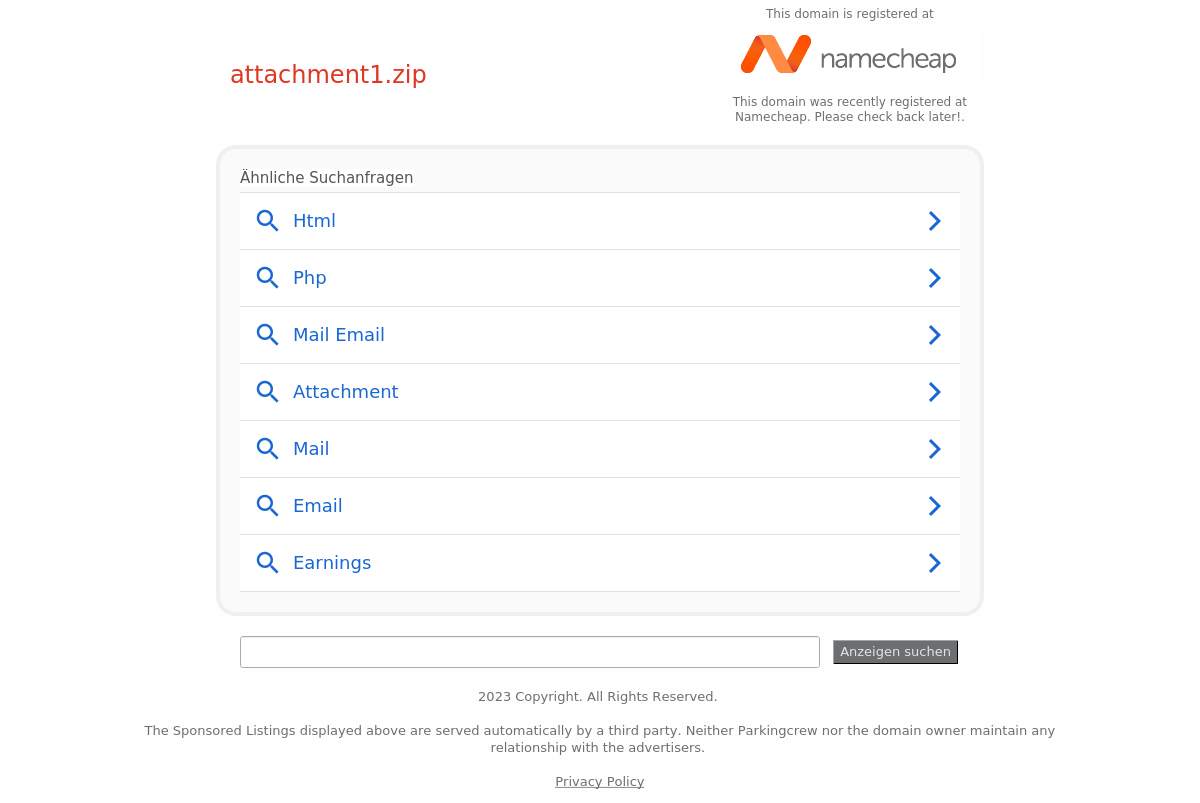 This domain is registered at
attachment1.zip
namecheap
This domain was recently registered at
Namecheap. Please check back later!.
Ähnliche Suchanfragen
Html
Php
Mail Email
Attachment
Mail
Email
Earnings
Anzeigen suchen
2023 Copyright. All Rights Reserved.
The Sponsored Listings displayed above are served automatically by a third party. Neither Parkingcrew nor the domain owner maintain any
relationship with the advertisers.
Privacy Policy